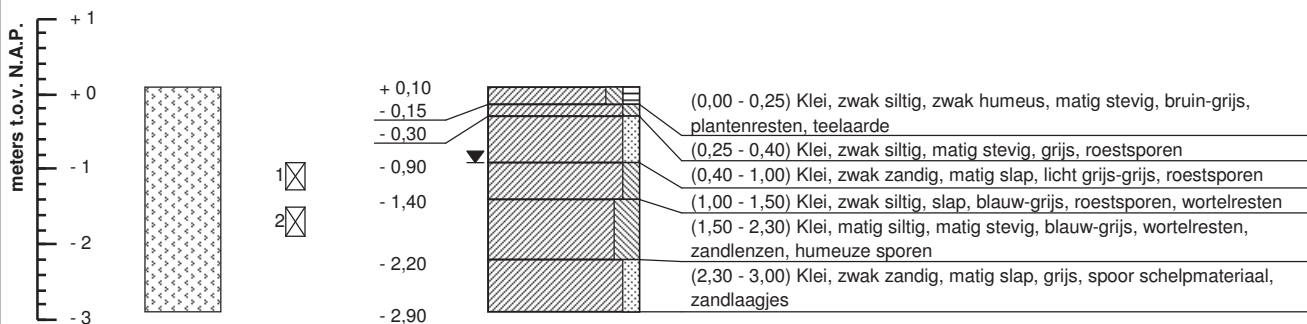 meters t.o.v. N.A.P.
+ 1
+ 0
- 1
- 2
- 3
1
2
+ 0,10
- 0,15
- 0,30
- 0,90
- 1,40
- 2,20
- 2,90
(0,00 - 0,25) Klei, zwak siltig, zwak humeus, matig stevig, bruin-grijs,
plantenresten, teelaarde
(0,25 - 0,40) Klei, zwak siltig, matig stevig, grijs, roestsporen
(0,40 - 1,00) Klei, zwak zandig, matig slap, licht grijs-grijs, roestsporen
(1,00 - 1,50) Klei, zwak siltig, slap, blauw-grijs, roestsporen, wortelresten
(1,50 - 2,30) Klei, matig siltig, matig stevig, blauw-grijs, wortelresten,
zandlenzen, humeuze sporen
(2,30 - 3,00) Klei, zwak zandig, matig slap, grijs, spoor schelpmateriaal,
zandlaagjes